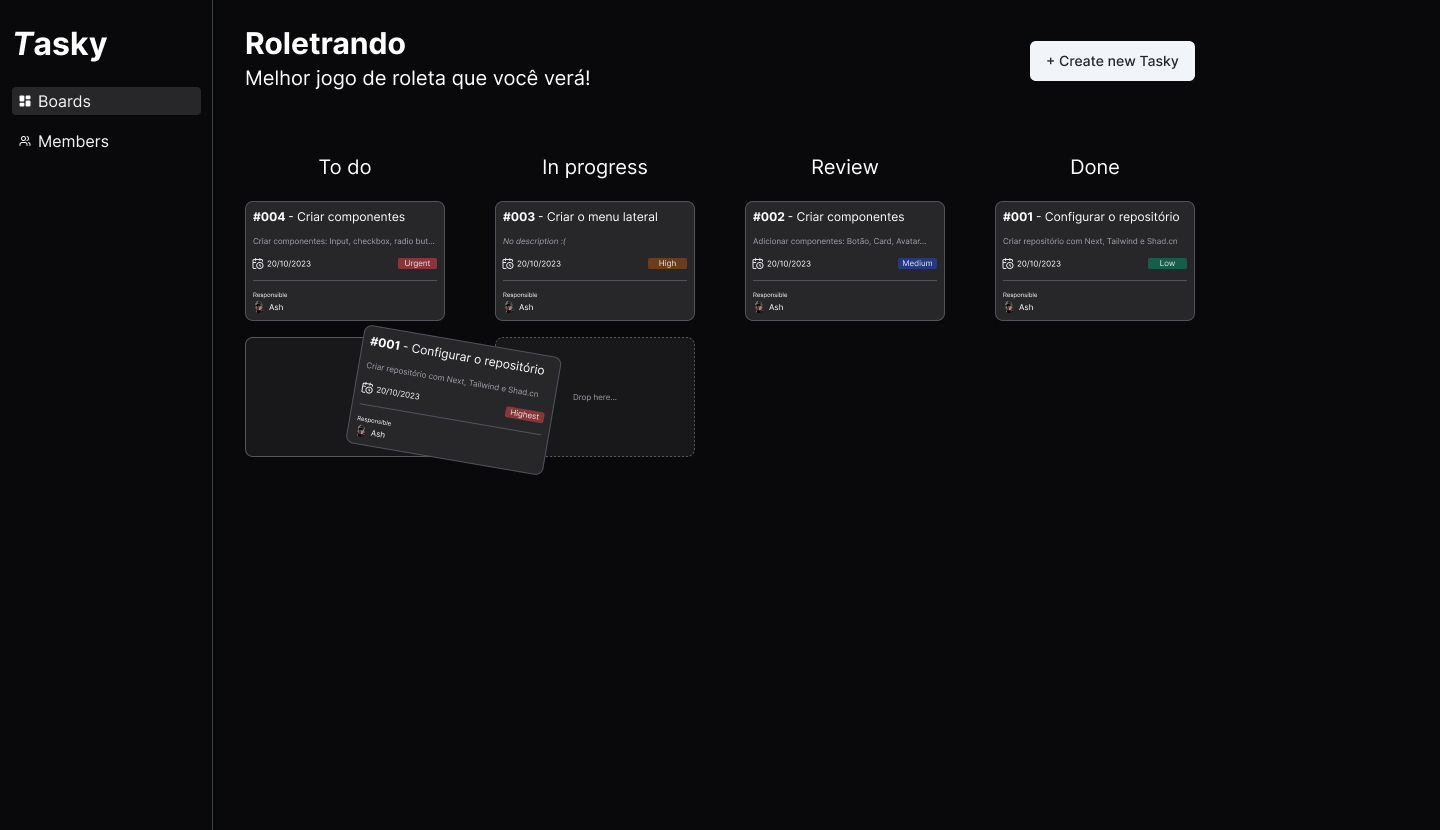 Tasky
Boards
Members
Roletrando
Melhor jogo de roleta que você verá!
+ Create new Tasky
To do
#004 - Criar componentes
Criar componentes: Input, checkbox, radio but...
20/10/2023
Urgent
Responsible
Ash
#001 - Configurar o repositório
Criar repositório com Next, Tailwind e Shad.cn
20/10/2023
Highest
Responsible
Ash
In progress
#003 - Criar o menu lateral
No description :(
20/10/2023
High
Responsible
Ash
Drop here...
Review
#002 - Criar componentes
Adicionar componentes: Botão, Card, Avatar...
20/10/2023
Medium
Responsible
Ash
Done
#001 - Configurar o repositório
Criar repositório com Next, Tailwind e Shad.cn
20/10/2023
Low
Responsible
Ash